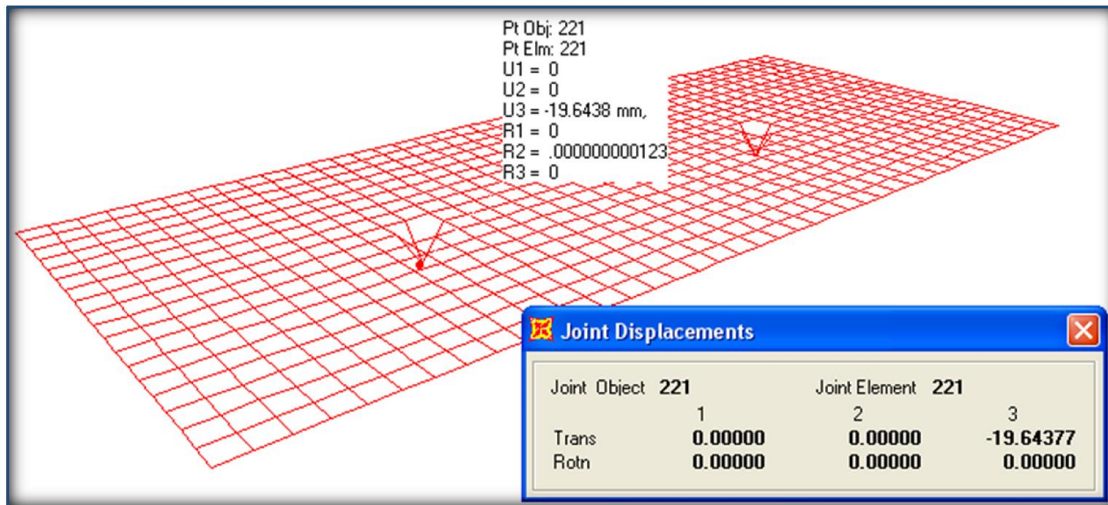 Pt Obj: 221
Pt Elm: 221
U1 = 0
U2 = 0
U3 = -19.6438 mm,
R1 = 0
R2 = .000000000123
R3 = 0
Joint Displacements
Joint Object 221 Joint Element 221
1 2 3
Trans 0.00000 0.00000 -19.64377
Rotn 0.00000 0.00000 0.00000